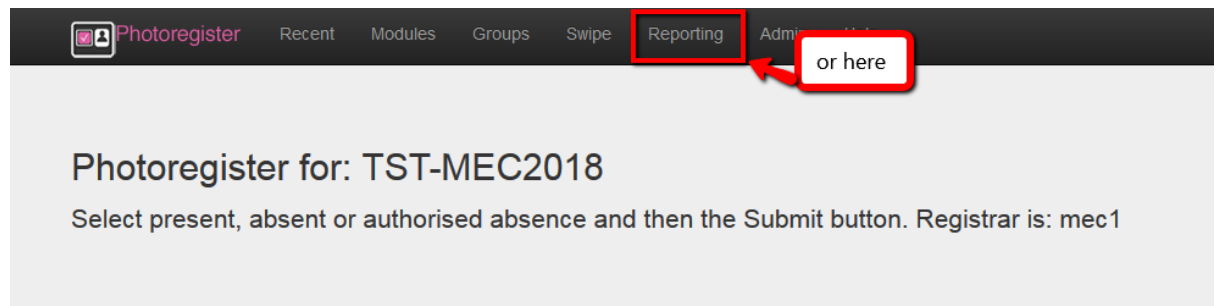 Photoregister Recent Modules Groups Swipe Reporting
or here
Photoregister for: TST-MEC2018
Select present, absent or authorised absence and then the Submit button. Registrar is: mec1